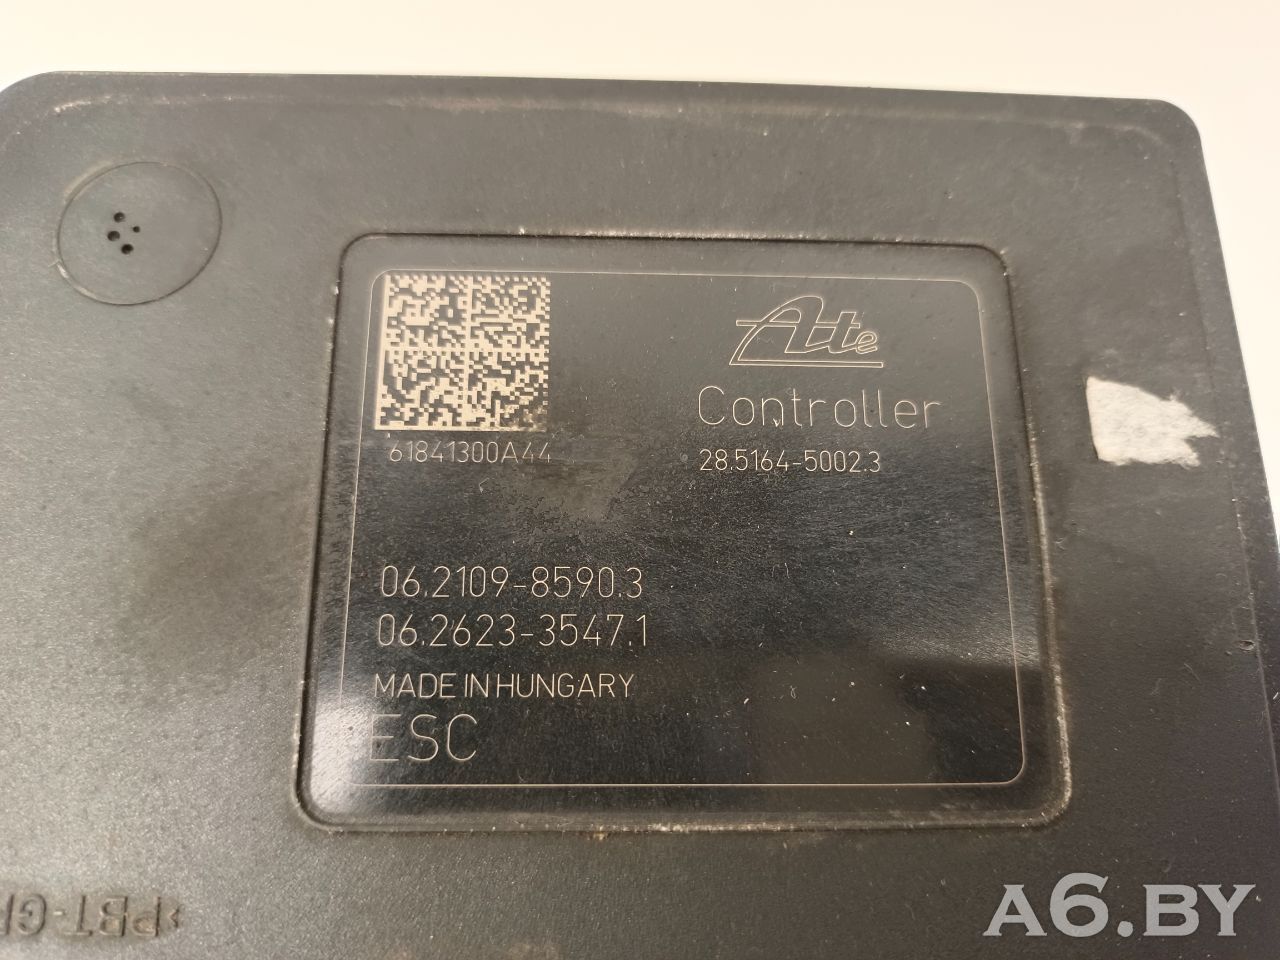 Ate
Controller
61841300A44
28.5164-5002.3
06.2109-8590.3
06.2623-3547.1
MADE IN HUNGARY
ESC
>PBT-G
A6.BY